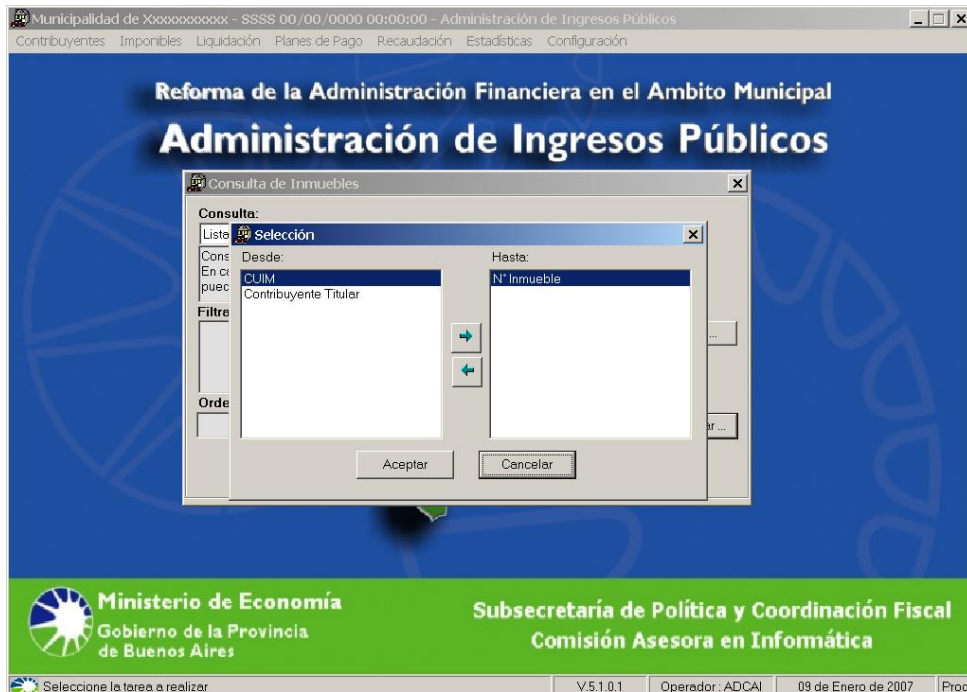 Municipalidad de Xxxxxxxxxxx - SSSS 00/00/0000 00:00:00 - Administración de Ingresos Públicos
Contribuyentes Imponibles Liquidación Planes de Pago Recaudación Estadísticas Configuración
Reforma de la Administración Financiera en el Ambito Municipal
Administración de Ingresos Públicos
Consulta de Inmuebles
Consulta:
Selección
Desde:
Hasta:
CUIM
N° Inmueble
Contribuyente Titular
Aceptar
Cancelar
Ministerio de Economía
Gobierno de la Provincia
de Buenos Aires
Subsecretaría de Política y Coordinación Fiscal
Comisión Asesora en Informática
Seleccione la tarea a realizar
V.5.1.0.1
Operador : ADCAI
09 de Enero de 2007